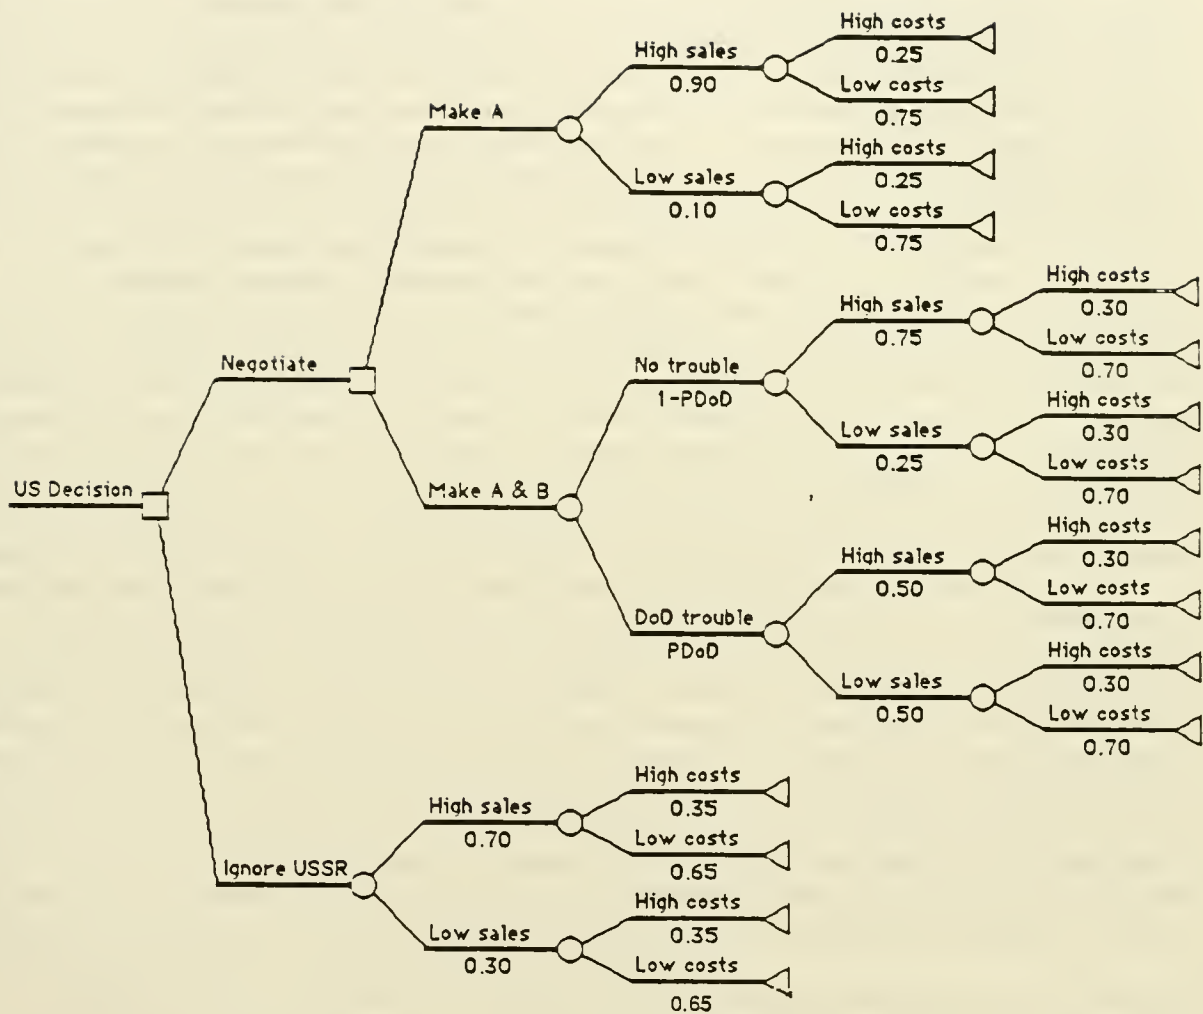 High costs
0.25
High sales
0.90
Low costs
0.75
Make A
High costs
0.25
Low sales
0.10
Low costs
0.75
High costs
0.30
High sales
0.75
Low costs
0.70
Negotiate
No trouble
1-PDoD
High costs
0.30
Low sales
0.25
Low costs
0.70
US Decision
Make A & B
High costs
0.30
High sales
0.50
Low costs
0.70
DoD trouble
PDoD
High costs
0.30
Low sales
0.50
Low costs
0.70
High costs
0.35
High sales
0.70
Low costs
0.65
Ignore USSR
High costs
0.35
Low sales
0.30
Low costs
0.65